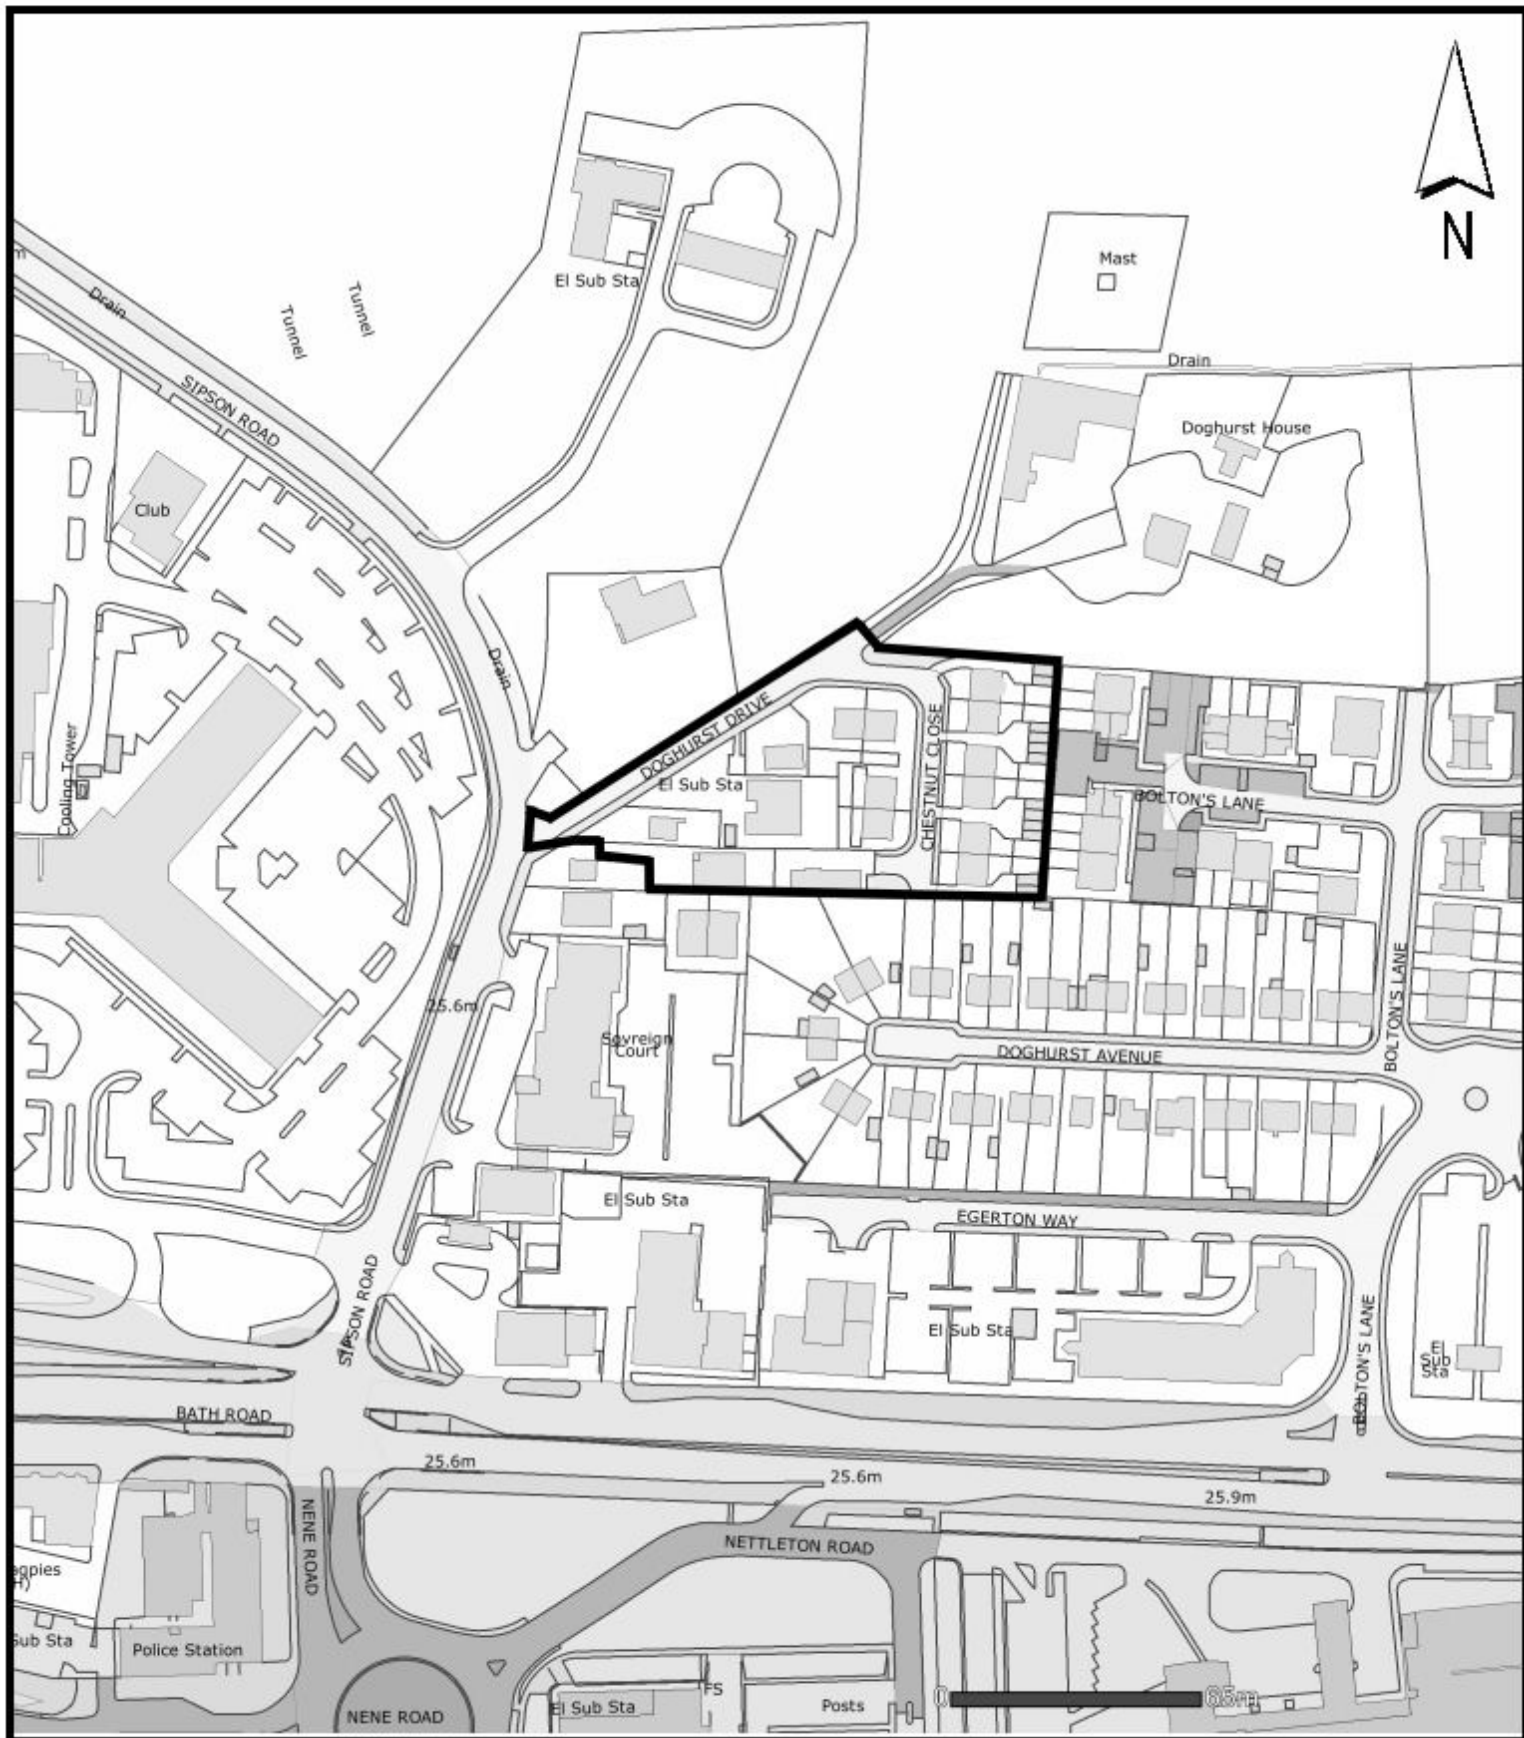 N
Mast
El Sub Sta
Drain
Tunnel
Tunnel
Drain
SIPSON ROAD
Doghurst House
Club
Drain
DOGHURST DRIVE
CHESTNUT CLOSE
El Sub Sta
Cooling Tower
BOLTON'S LANE
25.6m
BOLTON'S LANE
Sovreign
Court
DOGHURST AVENUE
El Sub Sta
EGERTON WAY
SIPSON ROAD
El Sub Sta
BOLTON'S LANE
El
Sub
Sta
BATH ROAD
25.6m
25.6m
25.9m
NENE ROAD
NETTLETON ROAD
agpies
H)
Sub Sta
Police Station
El Sub Sta
FS
Posts
0
65m
NENE ROAD